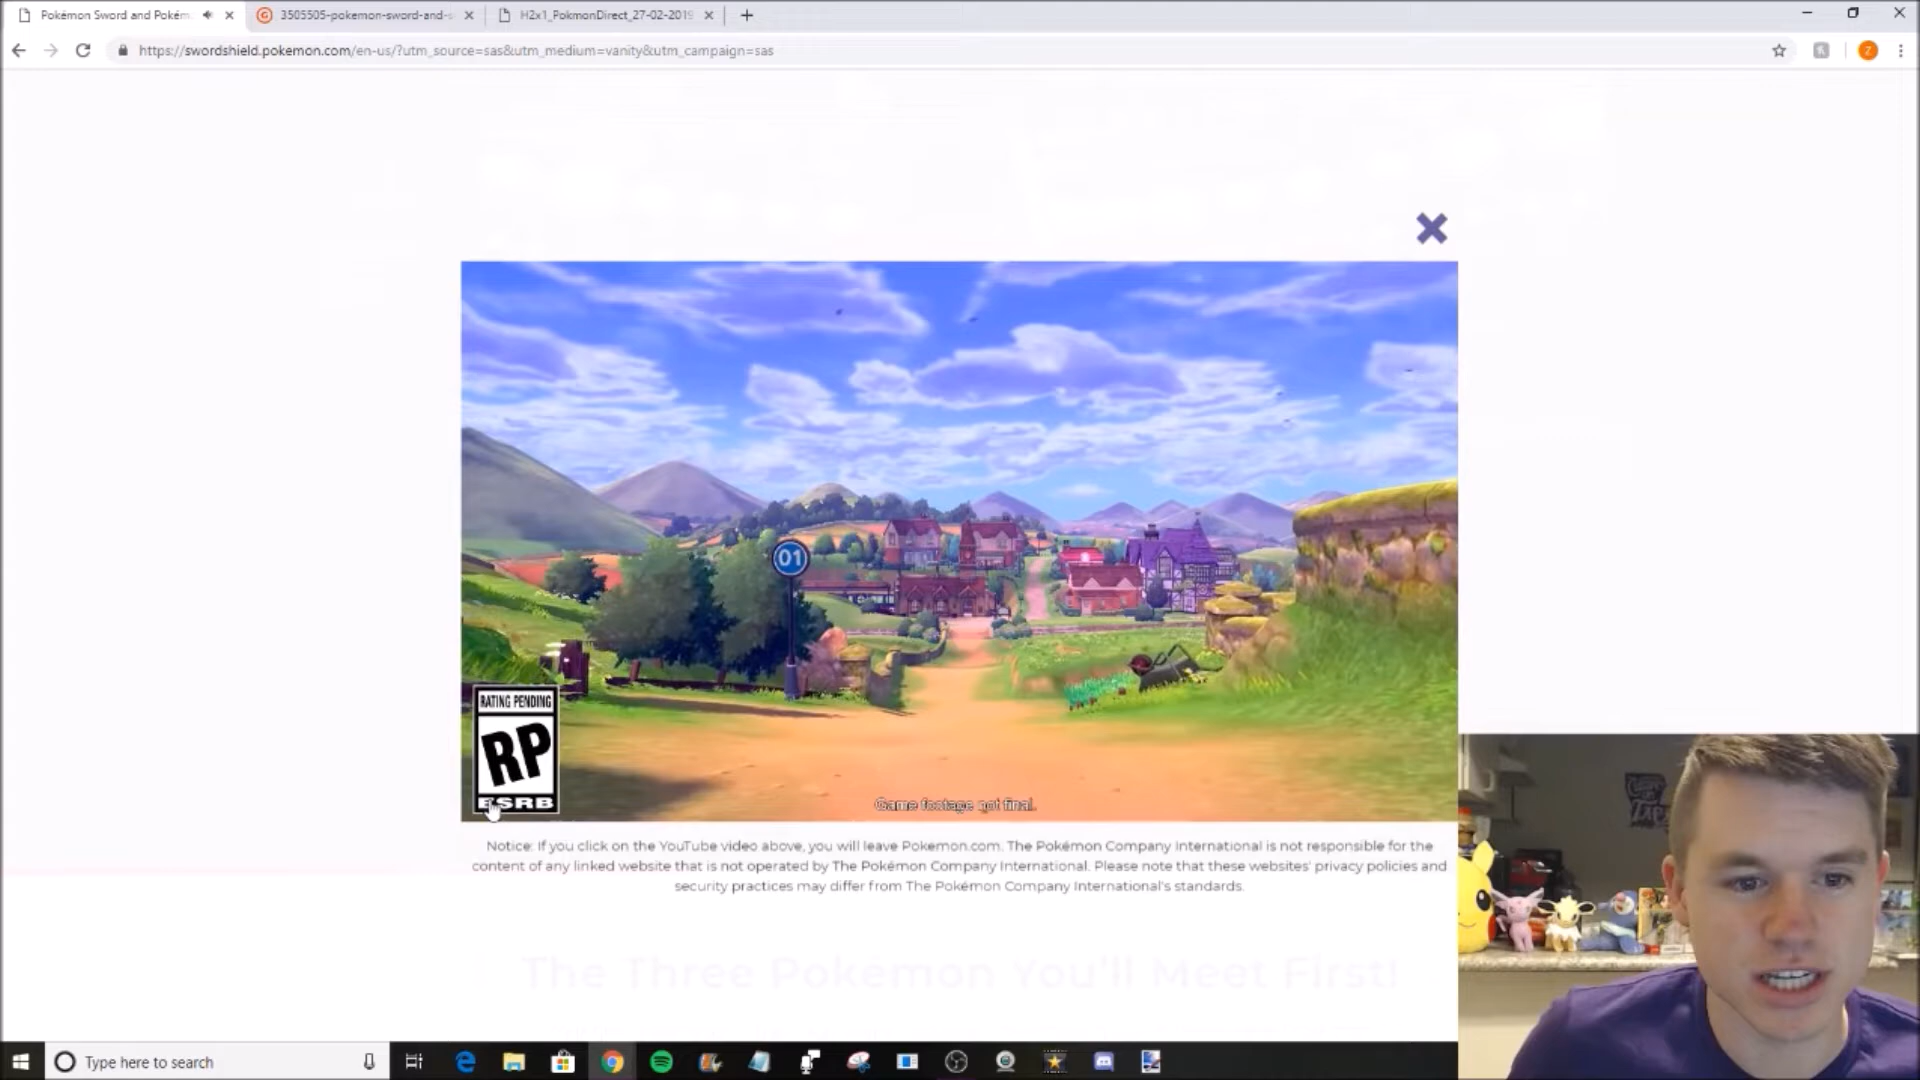 Pokémon Sword and Pokém
3505505-pokemon-sword-and-s
H2x1_PokmonDirect_27-02-2019
https://swordshield.pokemon.com/en-us/?utm_source=sas&utm_medium=vanity&utm_campaign=sas
Z
01
RATING PENDING
RP
ESRB
Game footage not final.
Notice: If you click on the YouTube video above, you will leave Pokemon.com. The Pokémon Company International is not responsible for the
content of any linked website that is not operated by The Pokémon Company International. Please note that these websites' privacy policies and
security practices may differ from The Pokémon Company International's standards.
The Three Pokémon You'll Meet First!
Type here to search